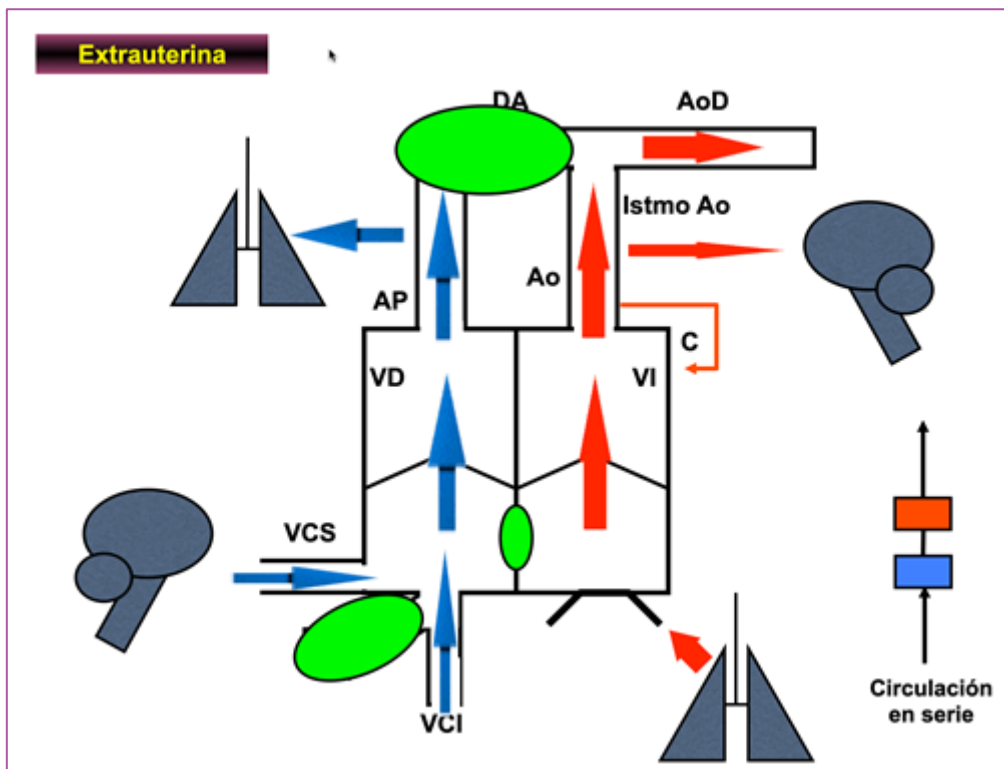 Extrauterina
DA
AoD
Istmo Ao
Ao
AP
C
VD
VI
VCS
VCI
Circulación
en serie